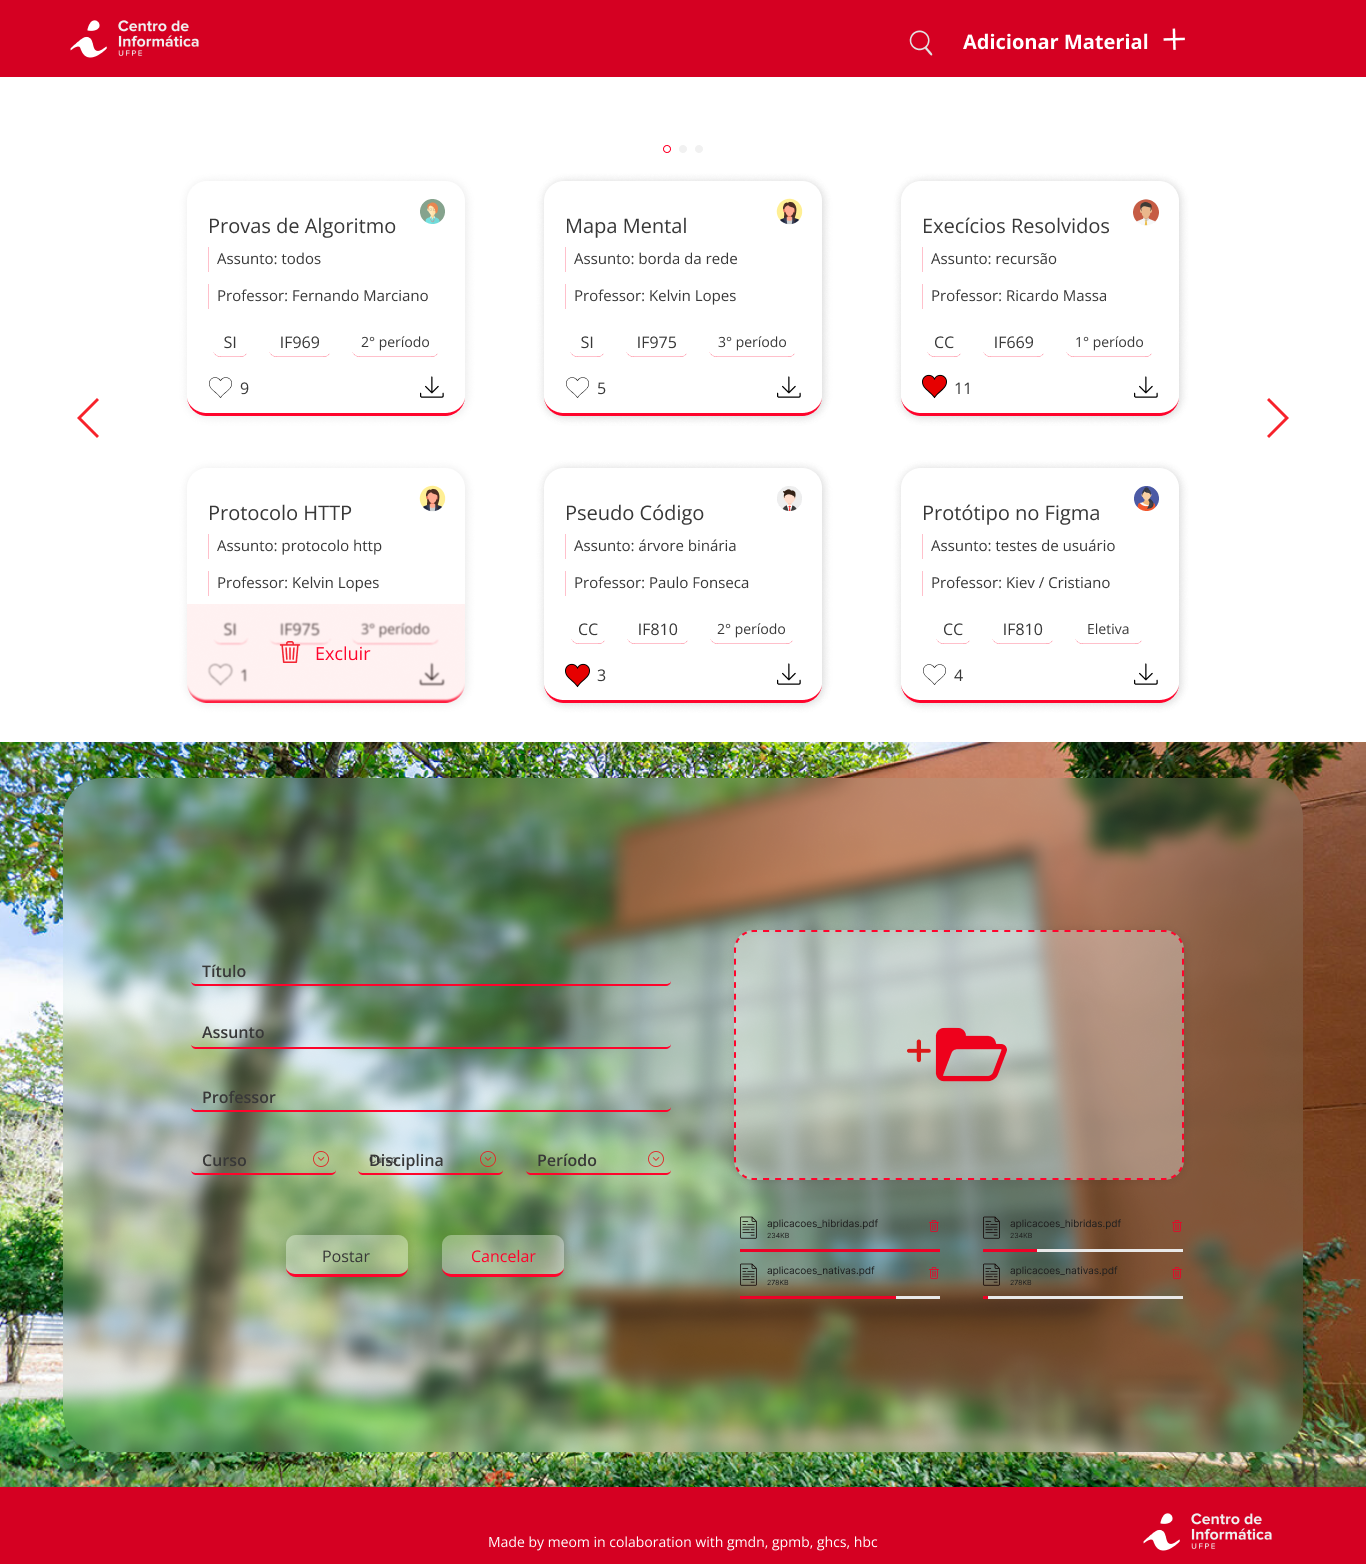 Centro de
Informática
UFPE
Adicionar Material
Provas de Algoritmo
Assunto: todos
Professor: Fernando Marciano
SI IF969 2° período
9
Mapa Mental
Assunto: borda da rede
Professor: Kelvin Lopes
SI IF975 3° período
5
Execícios Resolvidos
Assunto: recursão
Professor: Ricardo Massa
CC IF669 1° período
11
Protocolo HTTP
Assunto: protocolo http
Professor: Kelvin Lopes
SI IF975 3° período
Excluir
1
Pseudo Código
Assunto: árvore binária
Professor: Paulo Fonseca
CC IF810 2° período
3
Protótipo no Figma
Assunto: testes de usuário
Professor: Kiev / Cristiano
CC IF810 Eletiva
4
Título
Assunto
Professor
Curso Disciplina Período
Postar Cancelar
aplicacoes_hibridas.pdf
234KB
aplicacoes_hibridas.pdf
234KB
aplicacoes_nativas.pdf
278KB
aplicacoes_nativas.pdf
278KB
Made by meom in colaboration with gmdn, gpmb, ghcs, hbc
Centro de
Informática
UFPE